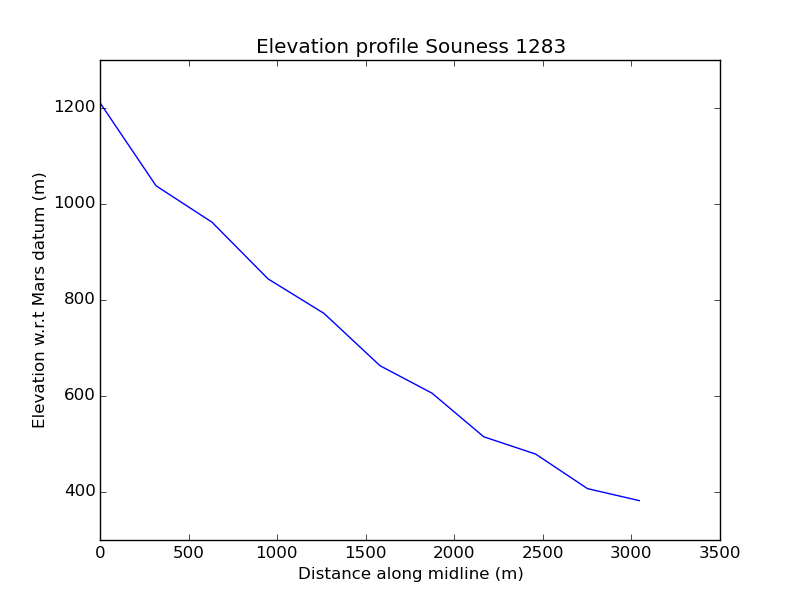 Elevation profile Souness 1283
Elevation w.r.t Mars datum (m)
1200
1000
800
600
400
0 500 1000 1500 2000 2500 3000 3500
Distance along midline (m)